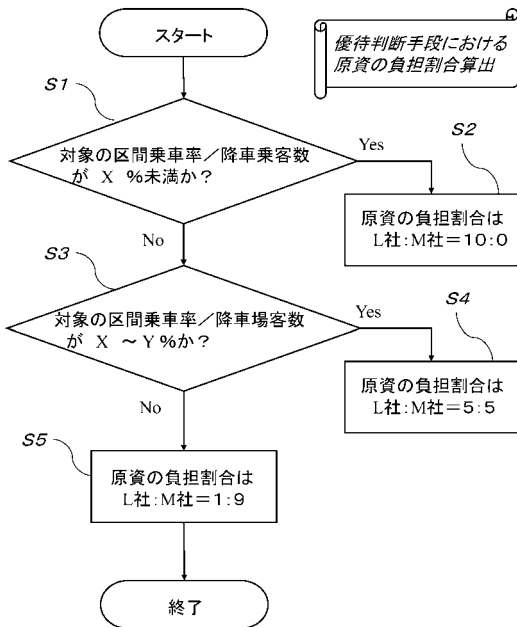 スタート
優待判断手段における
原資の負担割合算出
S1
対象の区間乗車率／降車乗客数
が X %未満か？
Yes
S2
原資の負担割合は
L社:M社＝10:0
No
S3
対象の区間乗車率／降車場客数
が X ～Y%か？
Yes
S4
原資の負担割合は
L社:M社＝5:5
No
S5
原資の負担割合は
L社:M社＝1:9
終了